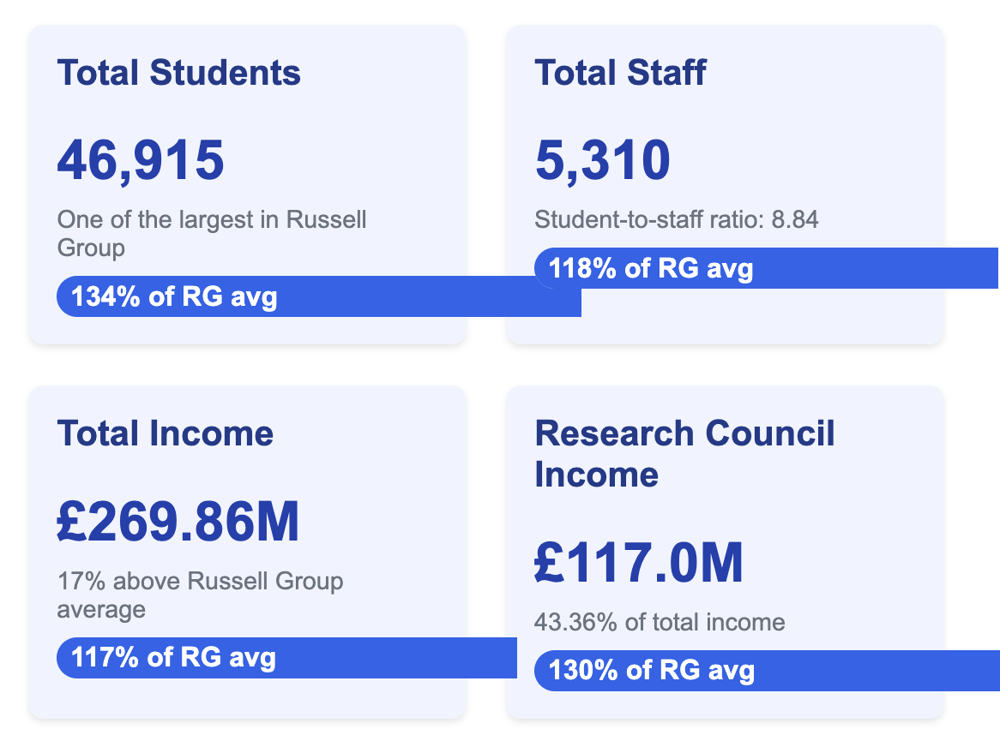 Total Students
46,915
One of the largest in Russell
Group
134% of RG avg
Total Staff
5,310
Student-to-staff ratio: 8.84
118% of RG avg
Total Income
£269.86M
17% above Russell Group
average
117% of RG avg
Research Council
Income
£117.0M
43.36% of total income
130% of RG avg